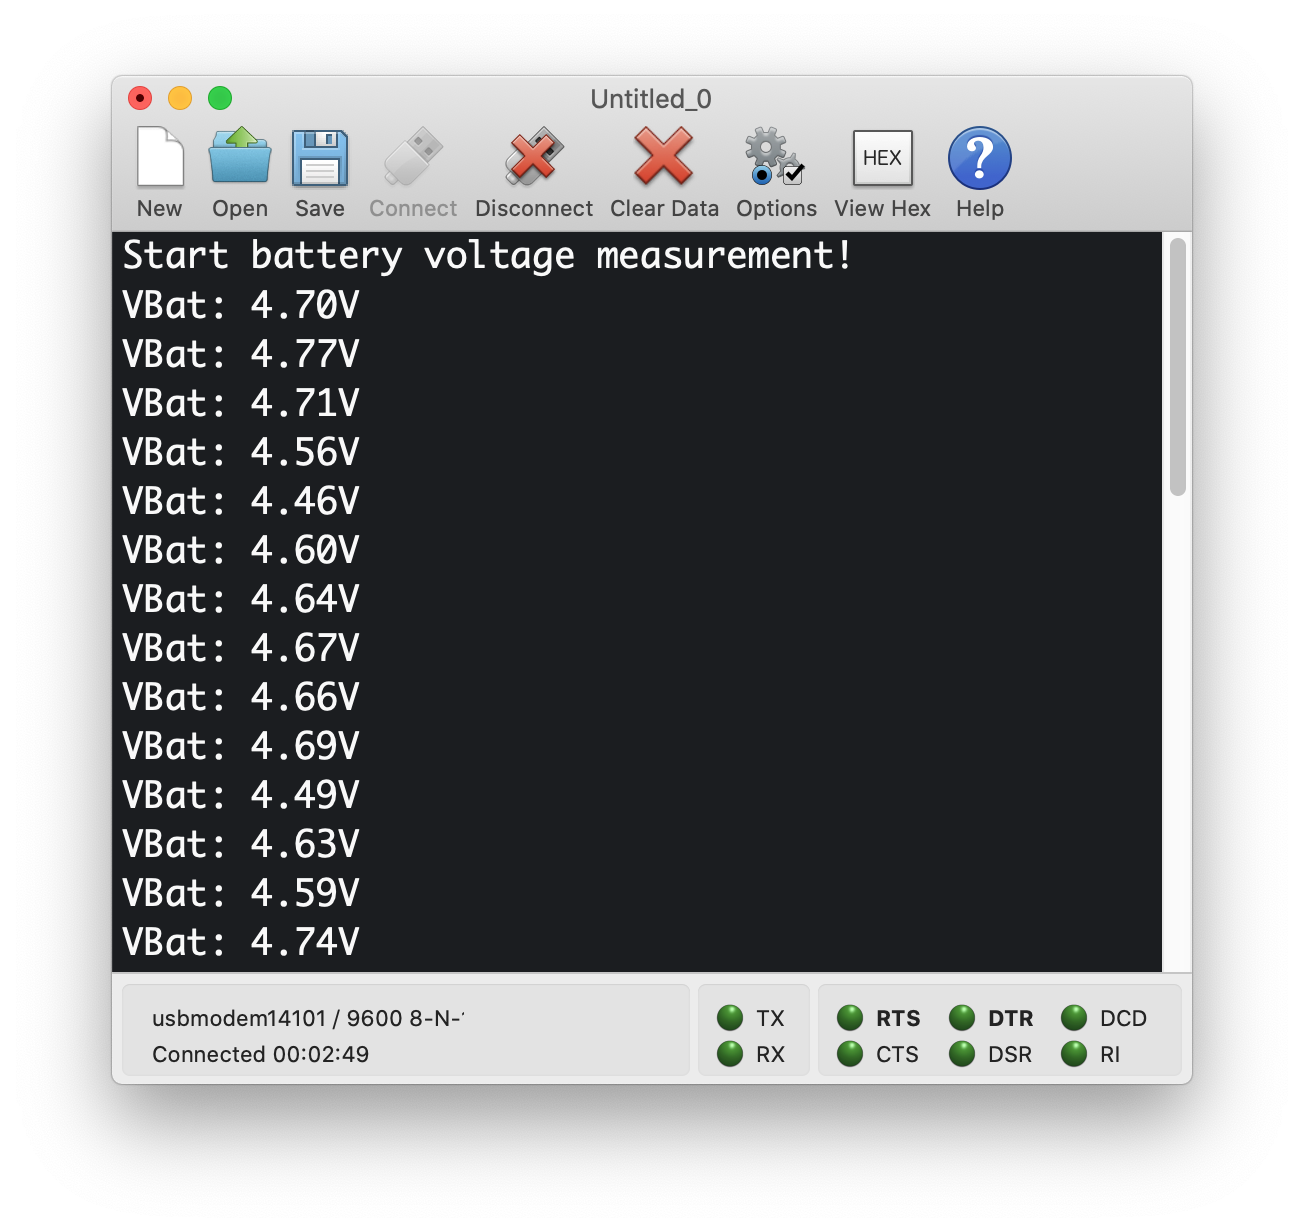 Untitled_0
New Open Save Connect Disconnect Clear Data Options HEX View Hex Help
Start battery voltage measurement!
VBat: 4.70V
VBat: 4.77V
VBat: 4.71V
VBat: 4.56V
VBat: 4.46V
VBat: 4.60V
VBat: 4.64V
VBat: 4.67V
VBat: 4.66V
VBat: 4.69V
VBat: 4.49V
VBat: 4.63V
VBat: 4.59V
VBat: 4.74V
usbmodem14101 / 9600 8-N-
Connected 00:02:49
TX RTS DTR DCD
RX CTS DSR RI